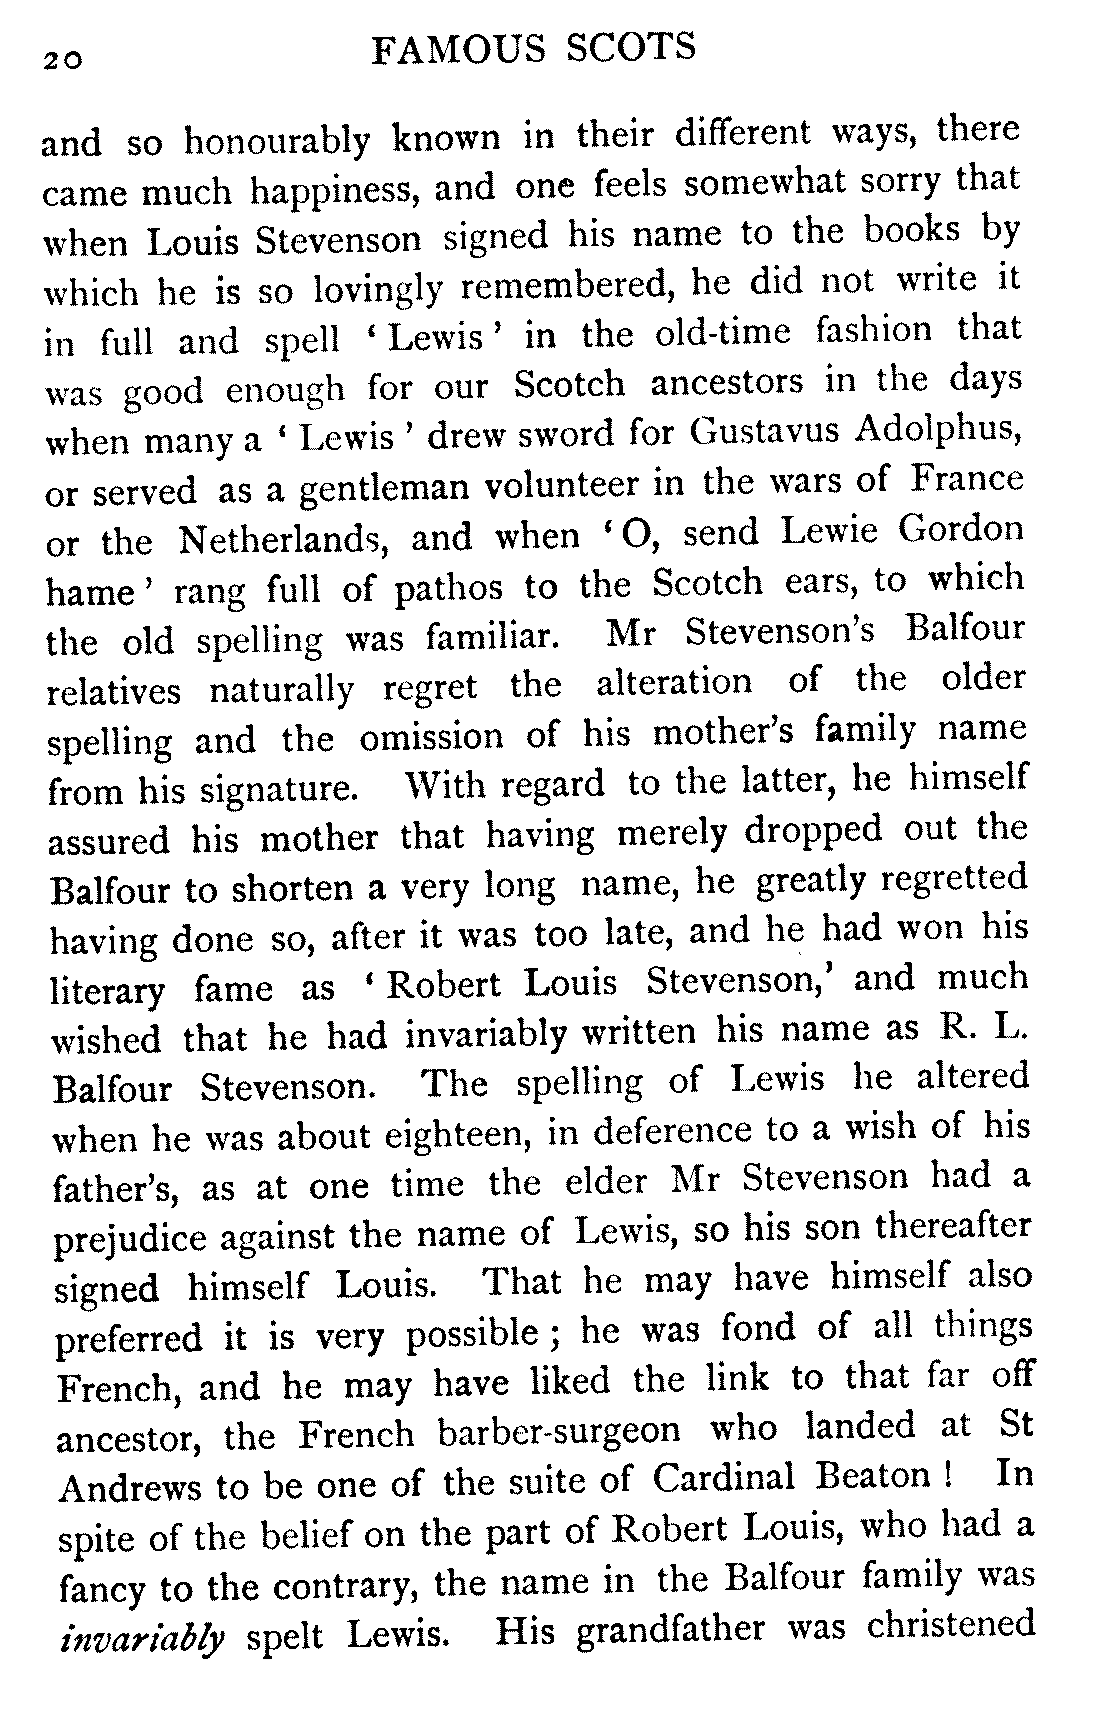 20 FAMOUS SCOTS
and so honourably known in their different ways, there
came much happiness, and one feels somewhat sorry that
when Louis Stevenson signed his name to the books by
which he is so lovingly remembered, he did not write it
in full and spell ‘ Lewis ’ in the old-time fashion that
was good enough for our Scotch ancestors in the days
when many a ‘ Lewis ’ drew sword for Gustavus Adolphus,
or served as a gentleman volunteer in the wars of France
or the Netherlands, and when ‘ O, send Lewie Gordon
hame ’ rang full of pathos to the Scotch ears, to which
the old spelling was familiar. Mr Stevenson’s Balfour
relatives naturally regret the alteration of the older
spelling and the omission of his mother’s family name
from his signature. With regard to the latter, he himself
assured his mother that having merely dropped out the
Balfour to shorten a very long name, he greatly regretted
having done so, after it was too late, and he had won his
literary fame as ‘ Robert Louis Stevenson,’ and much
wished that he had invariably written his name as R. L.
Balfour Stevenson. The spelling of Lewis he altered
when he was about eighteen, in deference to a wish of his
father’s, as at one time the elder Mr Stevenson had a
prejudice against the name of Lewis, so his son thereafter
signed himself Louis. That he may have himself also
preferred it is very possible ; he was fond of all things
French, and he may have liked the link to that far off
ancestor, the French barber-surgeon who landed at St
Andrews to be one of the suite of Cardinal Beaton ! In
spite of the belief on the part of Robert Louis, who had a
fancy to the contrary, the name in the Balfour family was
invariably spelt Lewis. His grandfather was christened